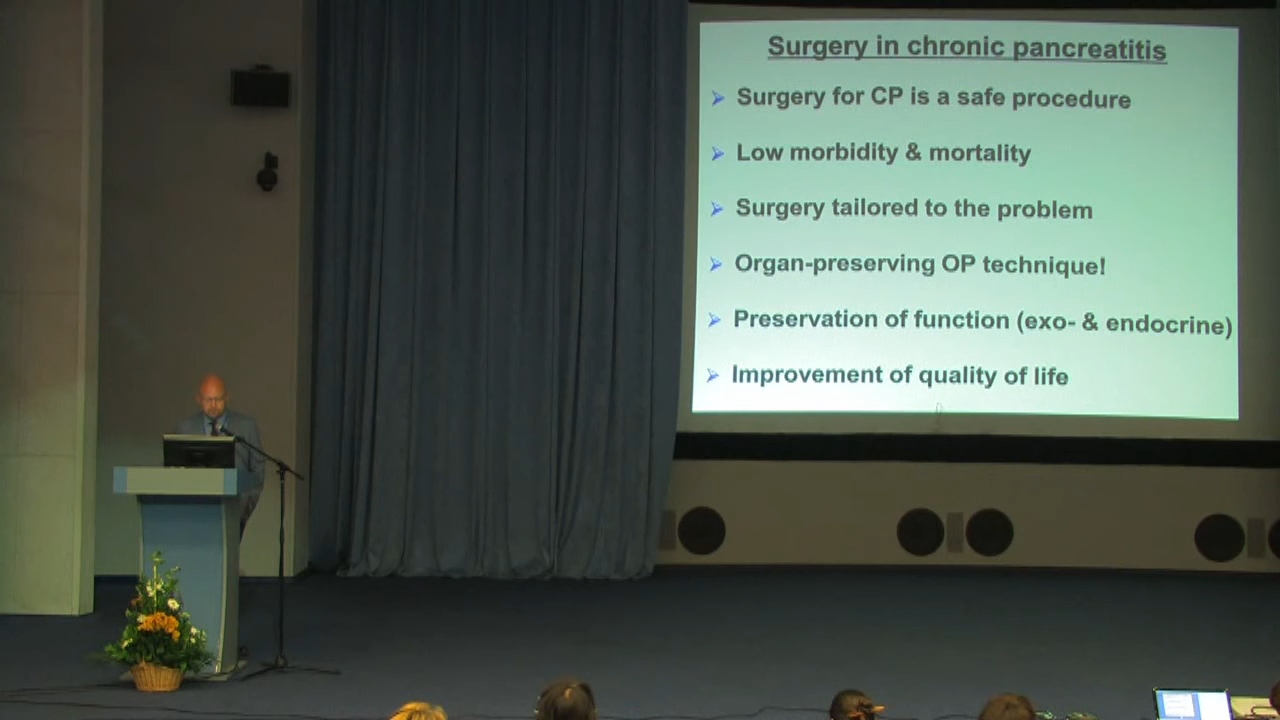 Surgery in chronic pancreatitis
Surgery for CP is a safe procedure
Low morbidity & mortality
Surgery tailored to the problem
Organ-preserving OP technique!
Preservation of function (exo- & endocrine)
Improvement of quality of life